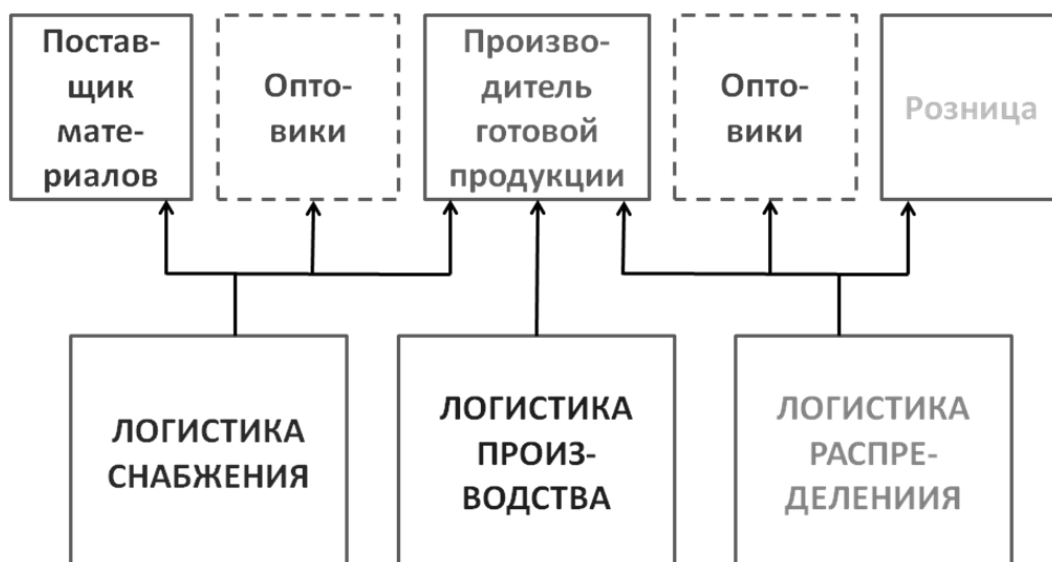 Постав-
щик
мате-
риалов
Опто-
вики
Произво-
дитель
готовой
продукции
Опто-
вики
Розница
ЛОГИСТИКА
СНАБЖЕНИЯ
ЛОГИСТИКА
ПРОИЗ-
ВОДСТВА
ЛОГИСТИКА
РАСПРЕ-
ДЕЛЕНИИЯ